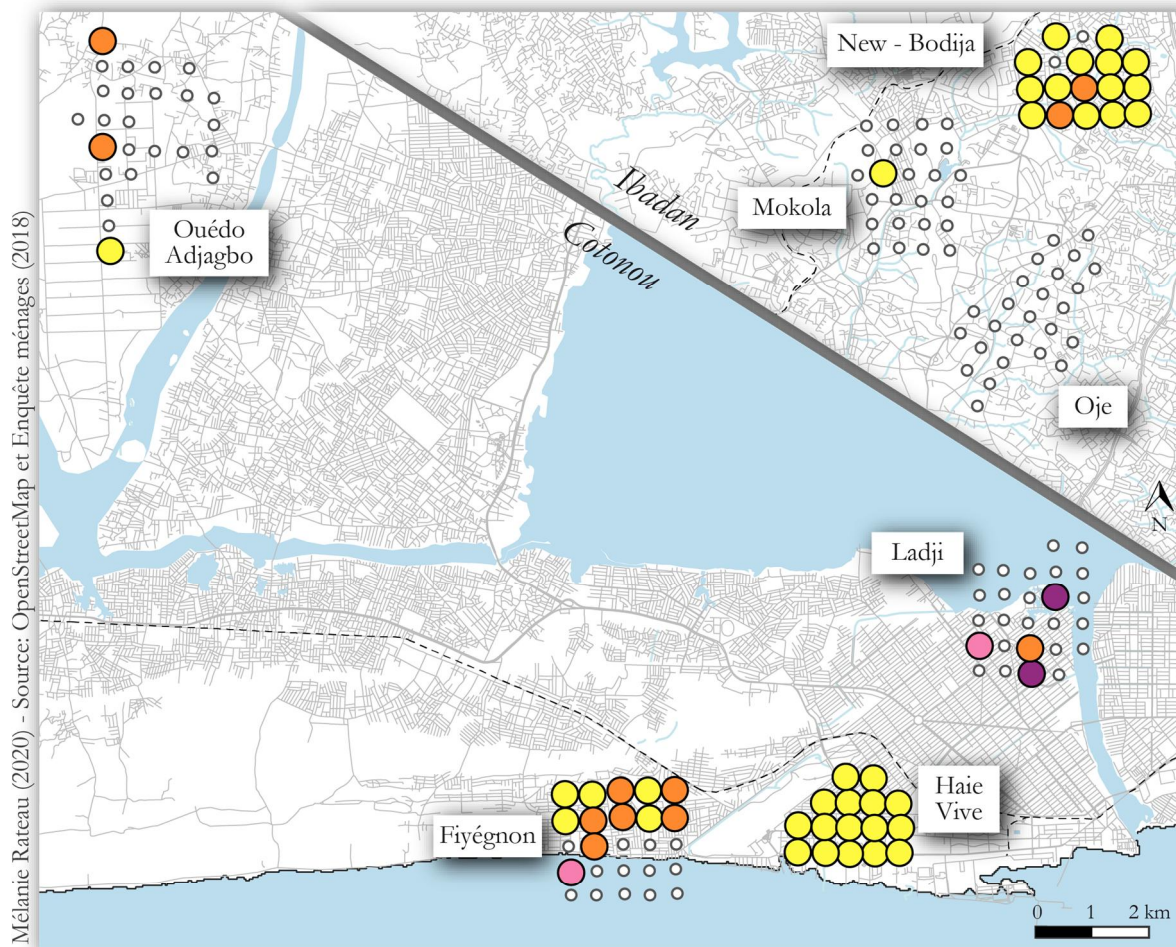 New - Bodija
Ibadan
Mokola
Cotonou
Ouédo
Adjagbo
Oje
N
Ladji
Haie
Vive
Fiyégnon
0 1 2 km
Mélanie Rateau (2020) - Source: OpenStreetMap et Enquête ménages (2018)